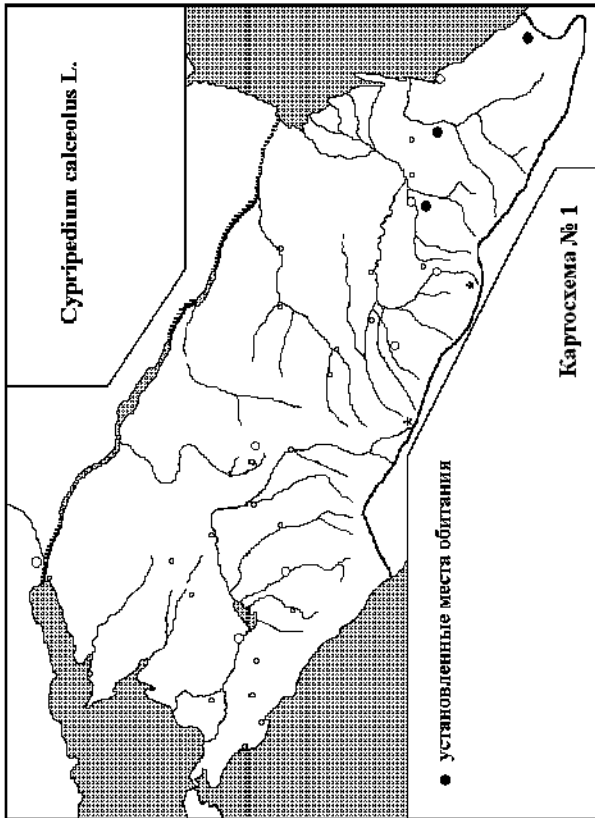 Cypripedium calceolus L.
Картосхема № 1
● установленные места обитания